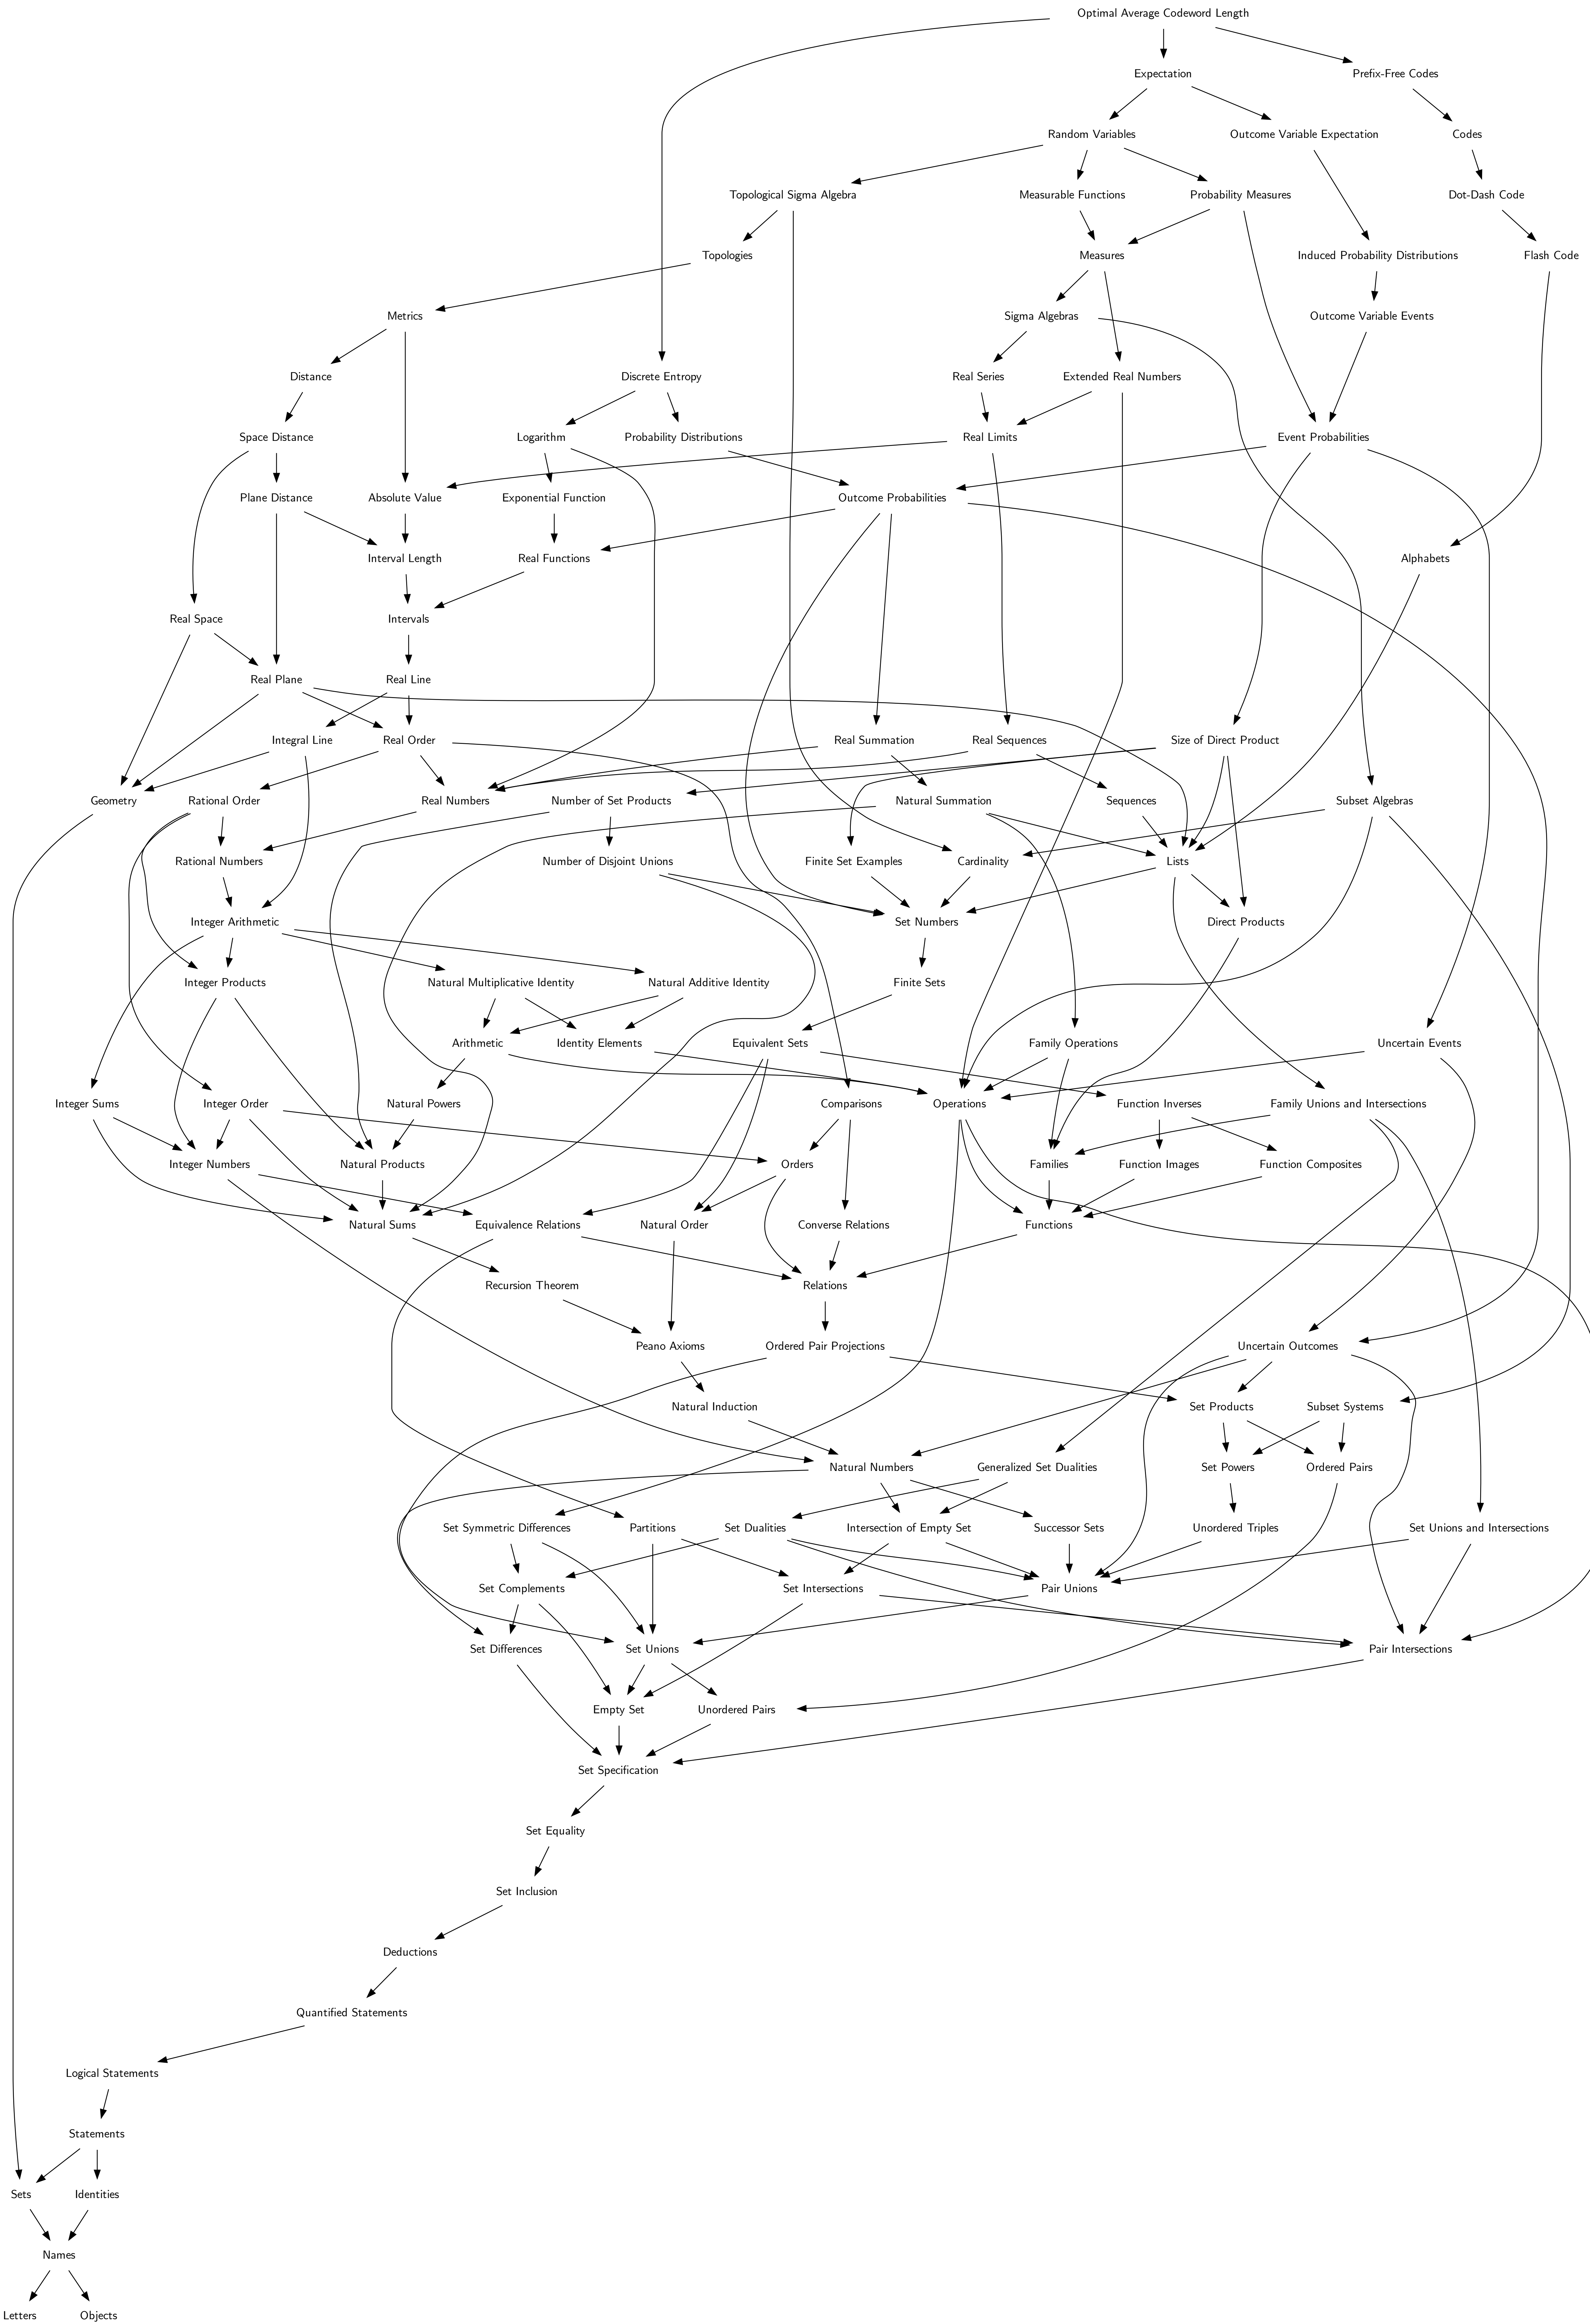 Optimal Average Codeword Length
Expectation
Prefix-Free Codes
Random Variables
Outcome Variable Expectation
Codes
Topological Sigma Algebra
Measurable Functions
Probability Measures
Dot-Dash Code
Topologies
Measures
Induced Probability Distributions
Flash Code
Metrics
Sigma Algebras
Outcome Variable Events
Distance
Discrete Entropy
Real Series
Extended Real Numbers
Space Distance
Logarithm
Probability Distributions
Real Limits
Event Probabilities
Plane Distance
Absolute Value
Exponential Function
Outcome Probabilities
Interval Length
Real Functions
Alphabets
Real Space
Intervals
Real Plane
Real Line
Integral Line
Real Order
Real Summation
Real Sequences
Size of Direct Product
Geometry
Rational Order
Real Numbers
Number of Set Products
Natural Summation
Sequences
Subset Algebras
Rational Numbers
Number of Disjoint Unions
Finite Set Examples
Cardinality
Lists
Integer Arithmetic
Set Numbers
Direct Products
Integer Products
Natural Multiplicative Identity
Natural Additive Identity
Finite Sets
Arithmetic
Identity Elements
Equivalent Sets
Family Operations
Uncertain Events
Integer Sums
Integer Order
Natural Powers
Comparisons
Operations
Function Inverses
Family Unions and Intersections
Integer Numbers
Natural Products
Orders
Families
Function Images
Function Composites
Natural Sums
Equivalence Relations
Natural Order
Converse Relations
Functions
Recursion Theorem
Relations
Peano Axioms
Ordered Pair Projections
Uncertain Outcomes
Natural Induction
Set Products
Subset Systems
Natural Numbers
Generalized Set Dualities
Set Powers
Ordered Pairs
Set Symmetric Differences
Partitions
Set Dualities
Intersection of Empty Set
Successor Sets
Unordered Triples
Set Unions and Intersections
Set Complements
Set Intersections
Pair Unions
Set Differences
Set Unions
Pair Intersections
Empty Set
Unordered Pairs
Set Specification
Set Equality
Set Inclusion
Deductions
Quantified Statements
Logical Statements
Statements
Sets
Identities
Names
Letters
Objects